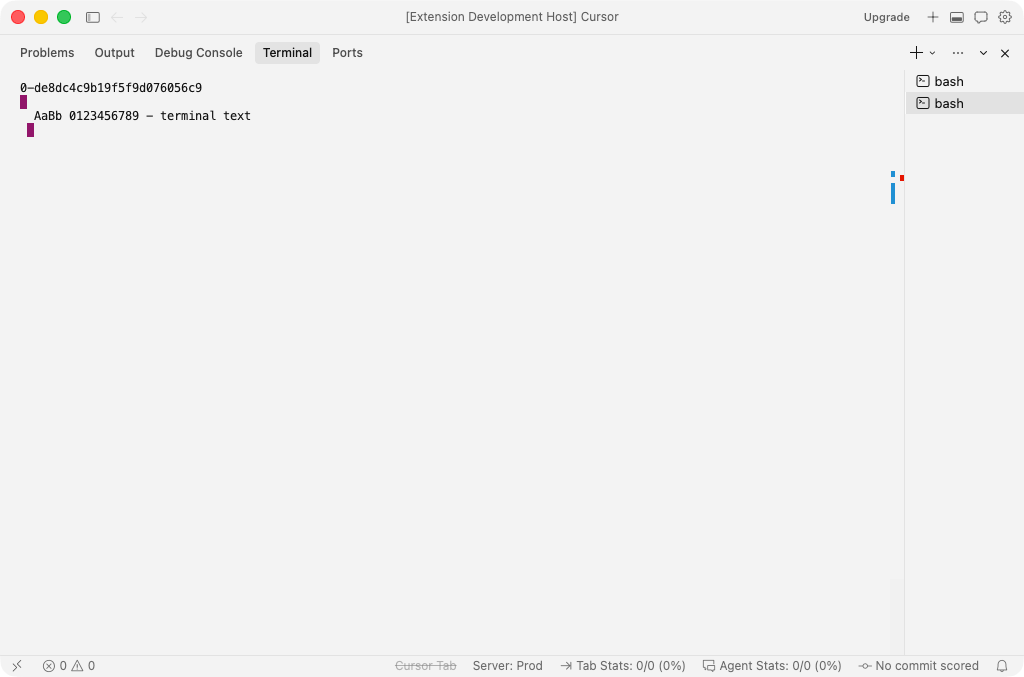 [Extension Development Host] Cursor
Upgrade
Problems Output Debug Console Terminal Ports
0-de8dc4c9b19f5f9d076056c9
AaBb 0123456789 - terminal text
bash
bash
0 0 Cursor Tab Server: Prod Tab Stats: 0/0 (0%) Agent Stats: 0/0 (0%) No commit scored